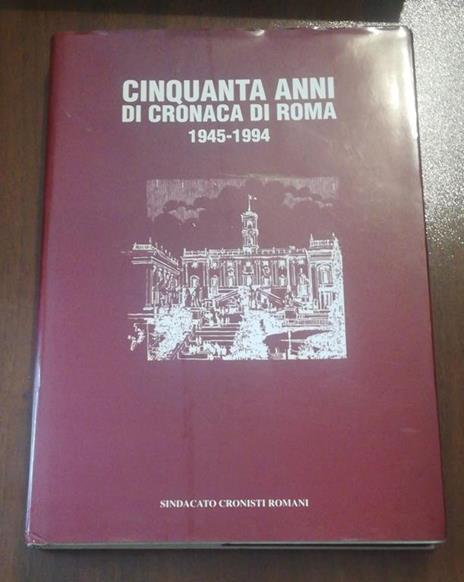 CINQUANTA ANNI
DI CRONACA DI ROMA
1945-1994
SINDACATO CRONISTI ROMANI